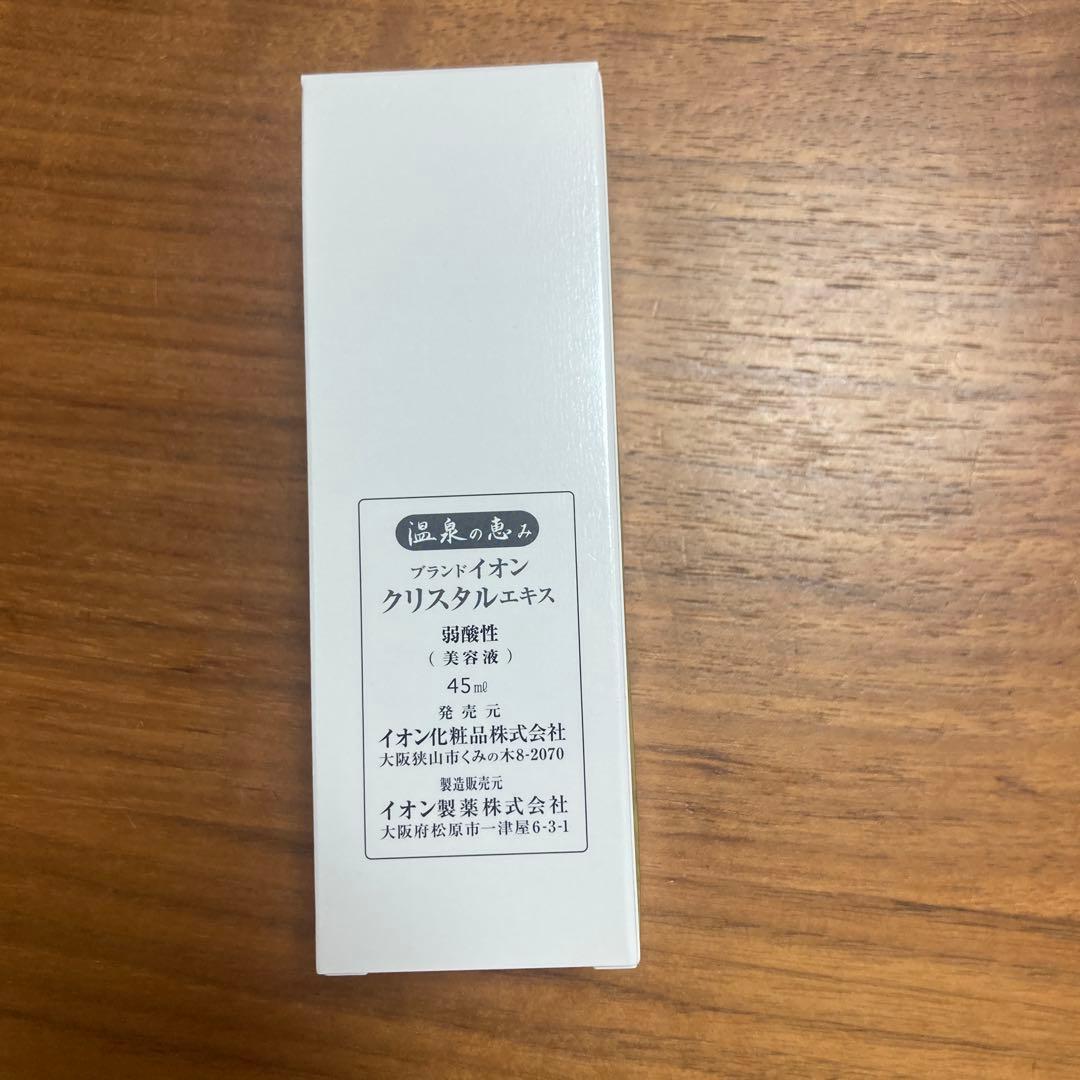 温泉の恵み
ブランドイオン
クリスタルエキス
弱酸性
（美容液）
45㎖
発売元
イオン化粧品株式会社
大阪狭山市くみの木8-2070
製造販売元
イオン製薬株式会社
大阪府松原市一津屋6-3-1